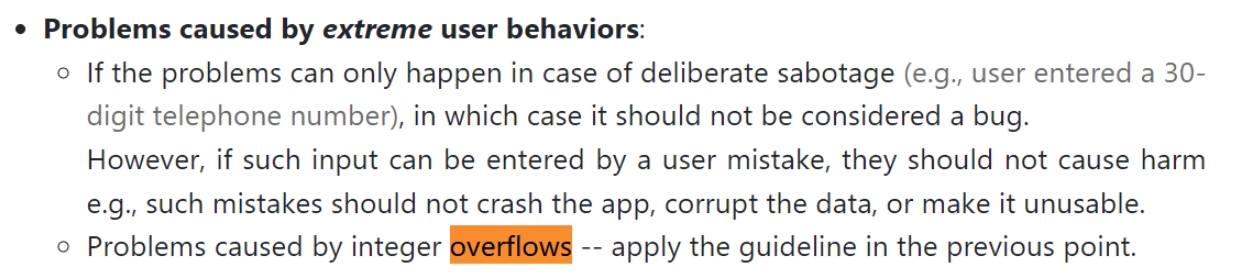 • Problems caused by extreme user behaviors:
○ If the problems can only happen in case of deliberate sabotage (e.g., user entered a 30-
digit telephone number), in which case it should not be considered a bug.
However, if such input can be entered by a user mistake, they should not cause harm
e.g., such mistakes should not crash the app, corrupt the data, or make it unusable.
○ Problems caused by integer overflows -- apply the guideline in the previous point.